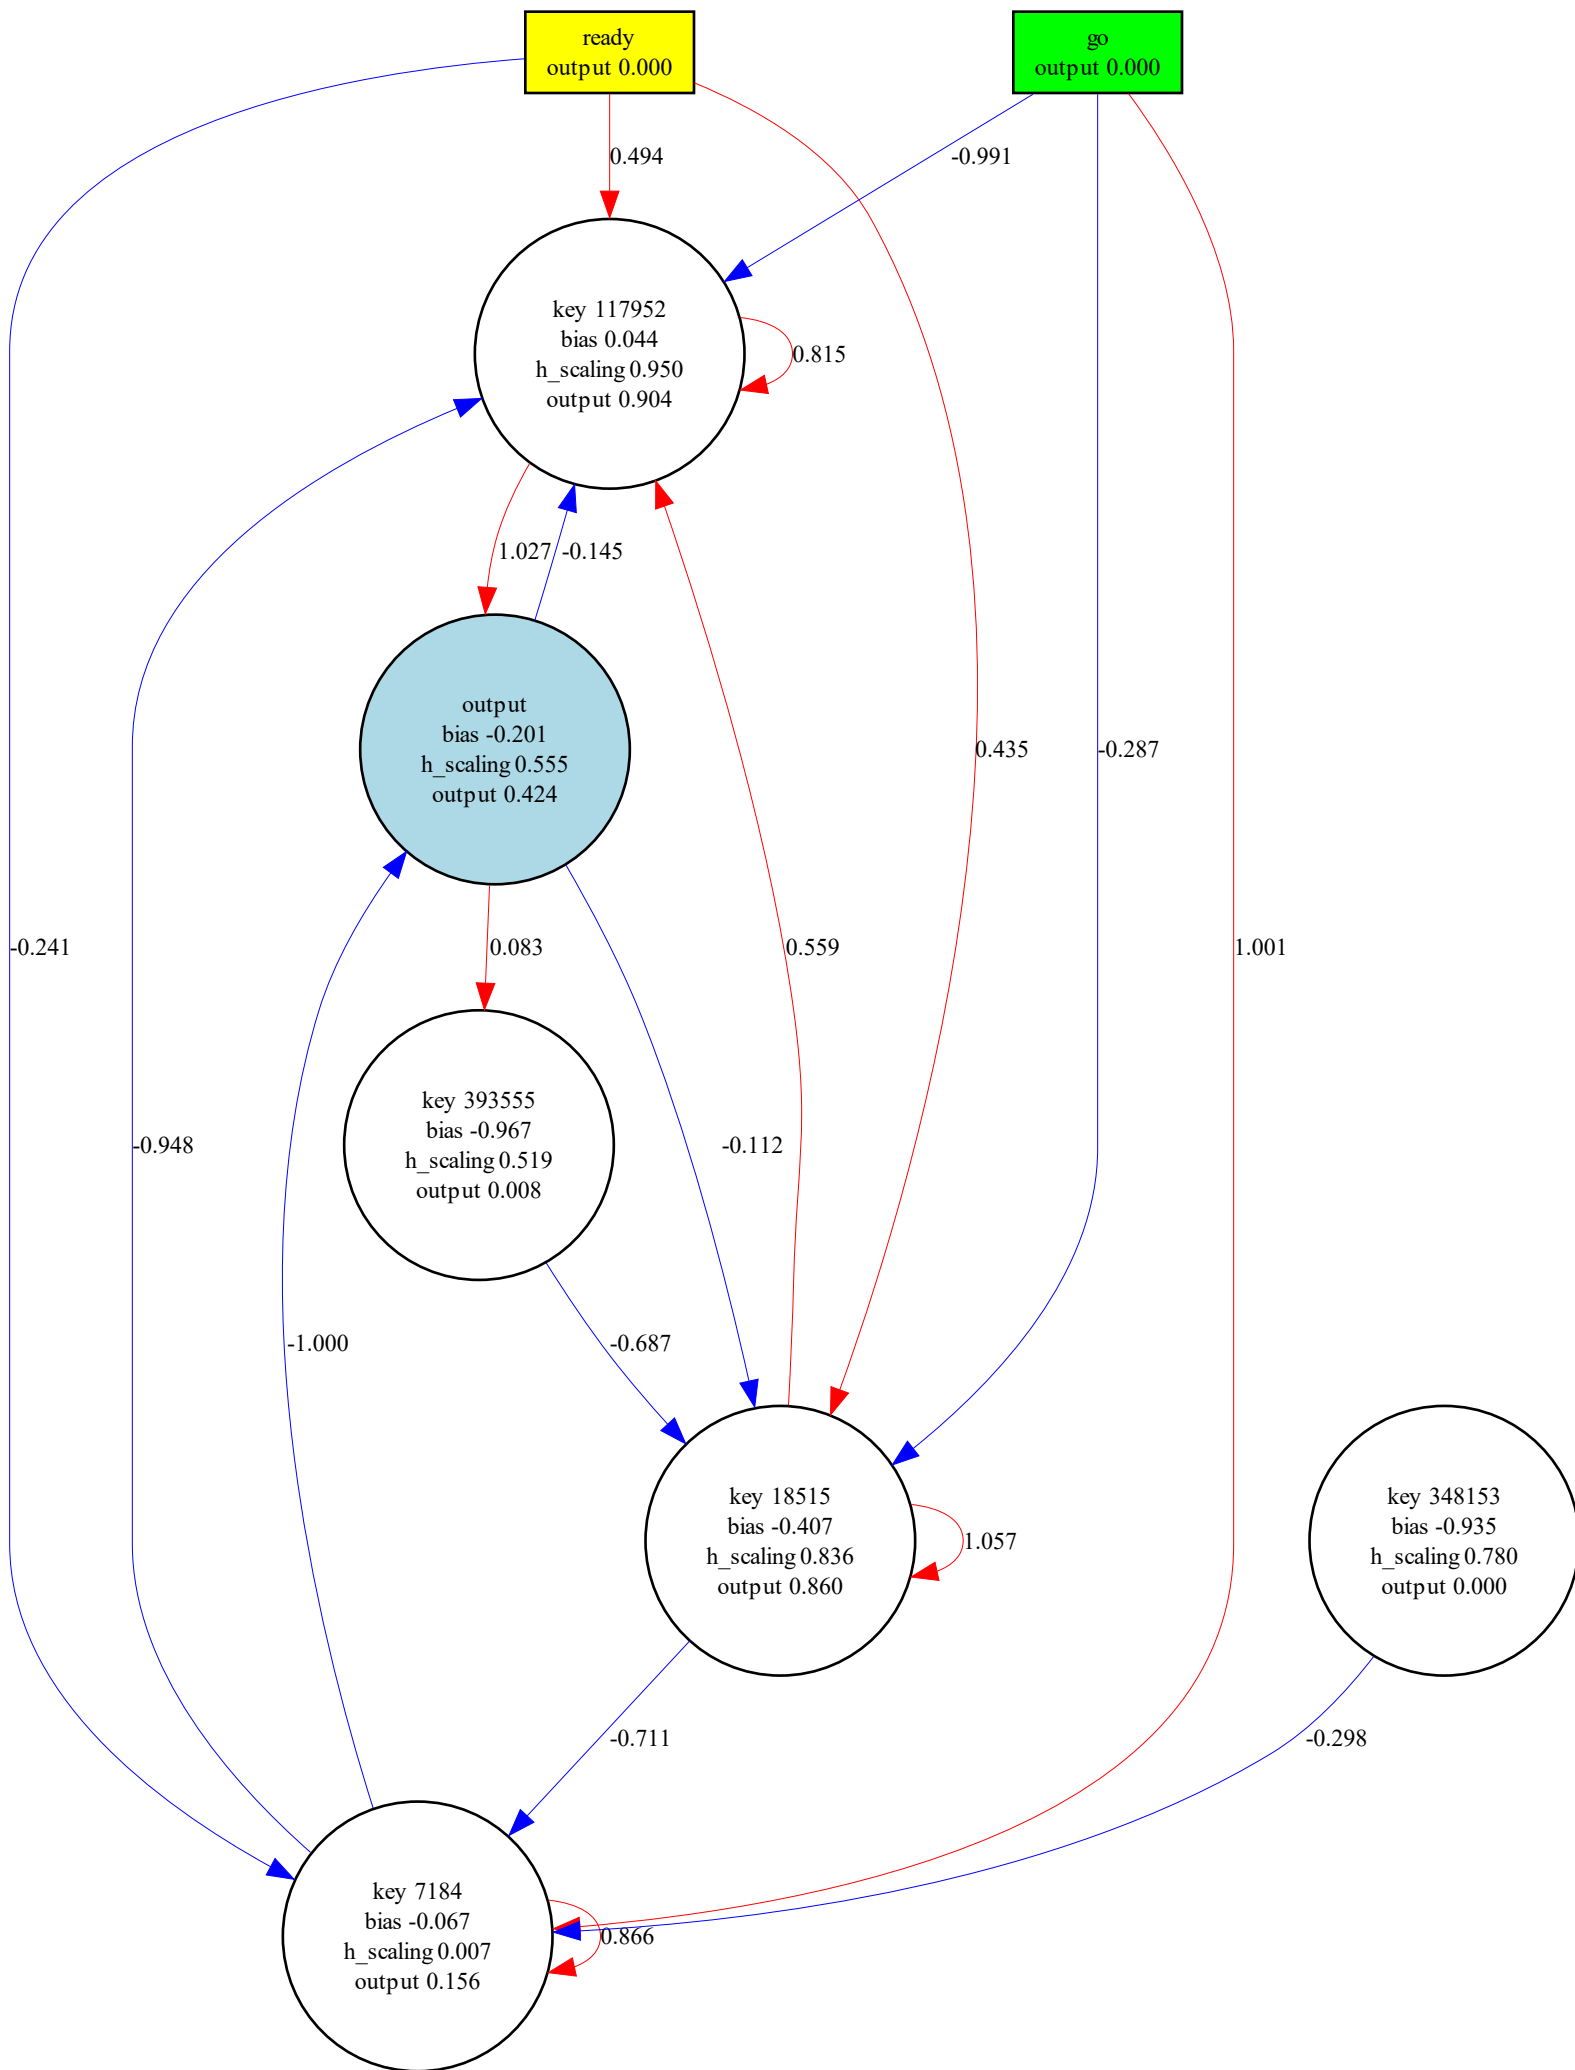 ready
output 0.000
go
output 0.000
0.494
-0.991
key 117952
bias 0.044
h_scaling 0.950
output 0.904
0.815
1.027
-0.145
output
bias -0.201
h_scaling 0.555
output 0.424
0.435
-0.287
-0.241
0.083
0.559
1.001
key 393555
bias -0.967
h_scaling 0.519
output 0.008
-0.948
-0.112
-1.000
-0.687
key 18515
bias -0.407
h_scaling 0.836
output 0.860
1.057
key 348153
bias -0.935
h_scaling 0.780
output 0.000
-0.711
-0.298
key 7184
bias -0.067
h_scaling 0.007
output 0.156
0.866